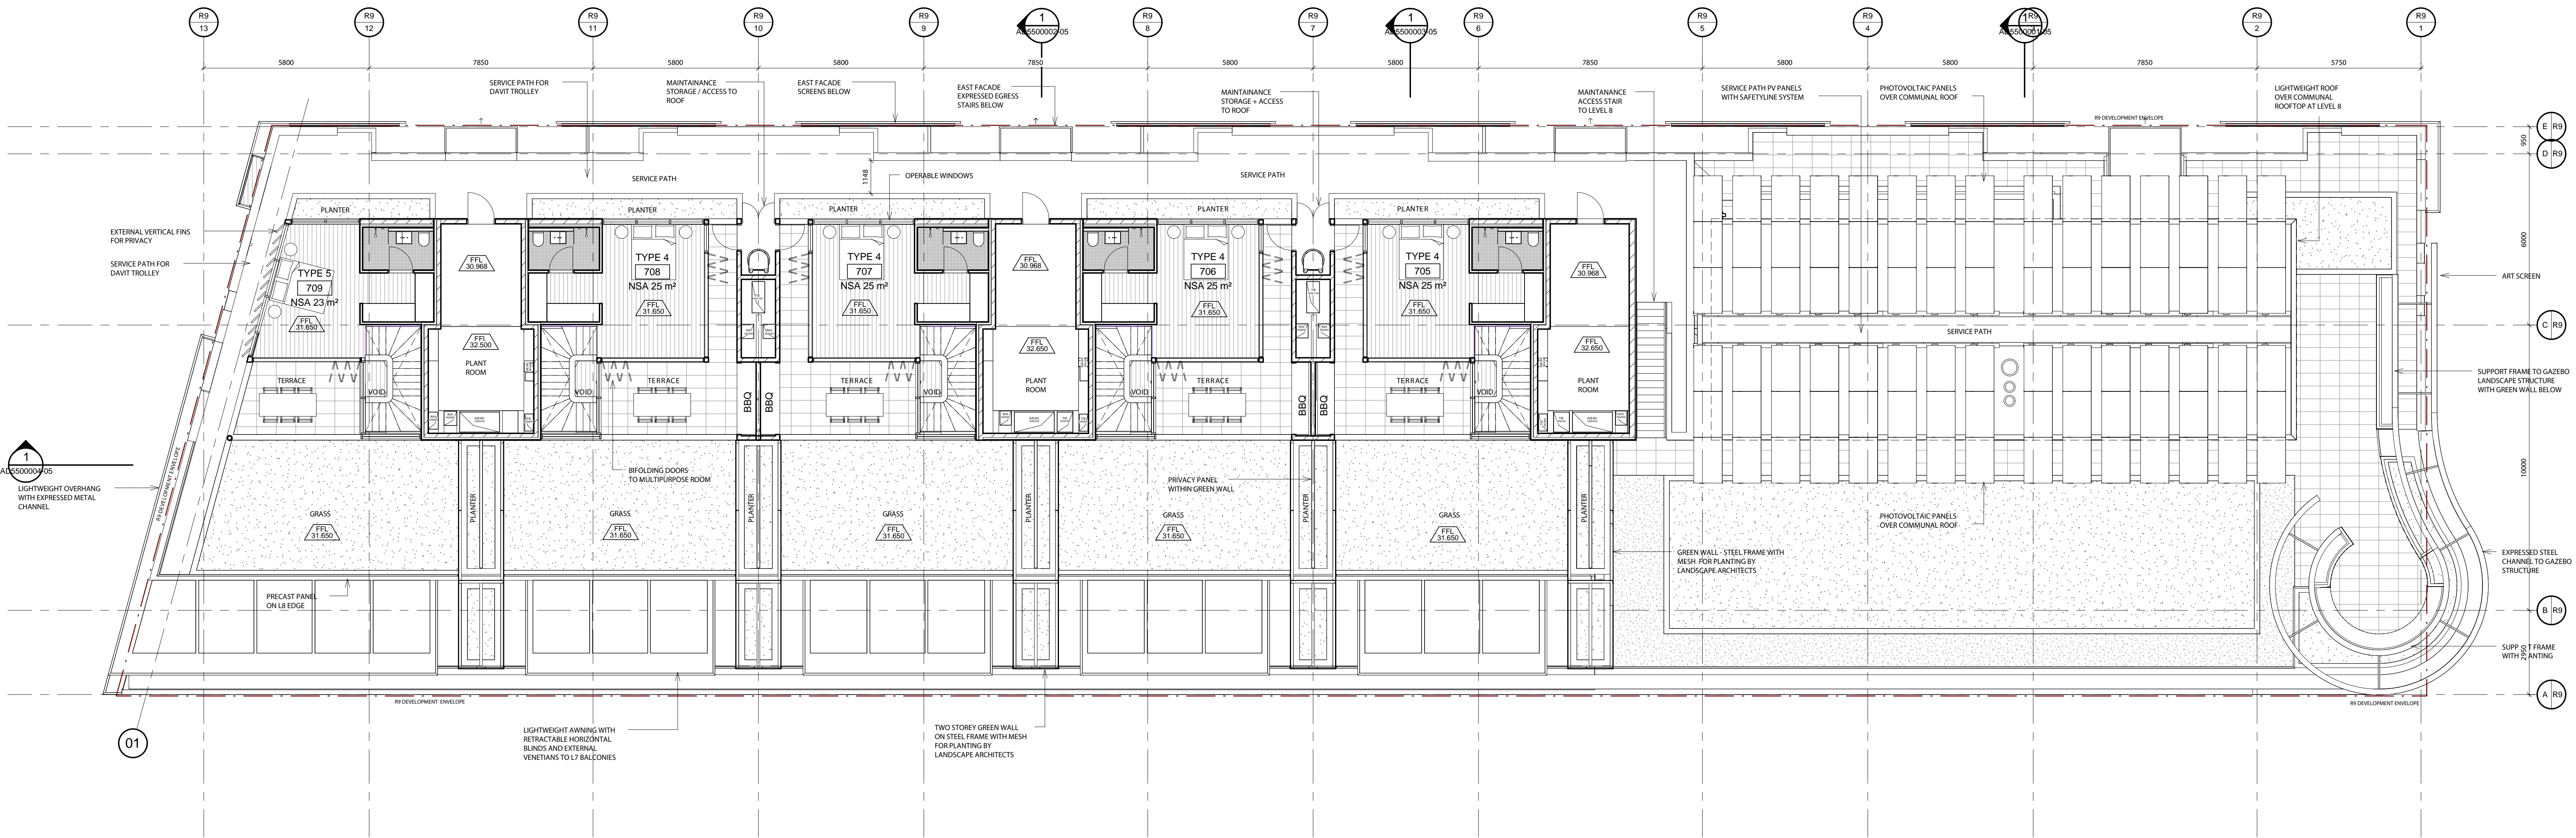 R9
13
R9
12
R9
11
R9
10
R9
9
1
AD5500002-05
R9
8
R9
7
1
AD5500003-05
R9
6
R9
5
R9
4
1
R9
R9
2
R9
1
5800
7850
5800
5800
7850
5800
5800
7850
5800
5800
7850
5750
SERVICE PATH FOR
DAVIT TROLLEY
MAINTAINANCE
STORAGE / ACCESS TO
ROOF
EAST FACADE
SCREENS BELOW
EAST FACADE
EXPRESSED EGRESS
STAIRS BELOW
MAINTAINANCE
STORAGE + ACCESS
TO ROOF
MAINTANANCE
ACCESS STAIR
TO LEVEL 8
SERVICE PATH PV PANELS
WITH SAFETYLINE SYSTEM
PHOTOVOLTAIC PANELS
OVER COMMUNAL ROOF
LIGHTWEIGHT ROOF
OVER COMMUNAL
ROOFTOP AT LEVEL 8
R9 DEVELOPMENT ENVELOPE
E R9
950
D R9
6000
C R9
10000
B R9
2950
A R9
SERVICE PATH
1148
OPERABLE WINDOWS
SERVICE PATH
PLANTER
PLANTER
PLANTER
PLANTER
PLANTER
EXTERNAL VERTICAL FINS
FOR PRIVACY
SERVICE PATH FOR
DAVIT TROLLEY
TYPE 5
709
NSA 23 m²
FFL
31.650
FFL
30.968
TYPE 4
708
NSA 25 m²
FFL
31.650
TYPE 4
707
NSA 25 m²
FFL
31.650
FFL
30.968
TYPE 4
706
NSA 25 m²
FFL
31.650
TYPE 4
705
NSA 25 m²
FFL
31.650
FFL
30.968
ART SCREEN
SERVICE PATH
FFL
32.500
PLANT
ROOM
FFL
32.650
PLANT
ROOM
FFL
32.650
PLANT
ROOM
TERRACE
VOID
VOID
TERRACE
BBQ
BBQ
TERRACE
VOID
VOID
TERRACE
BBQ
BBQ
TERRACE
VOID
SUPPORT FRAME TO GAZEBO
LANDSCAPE STRUCTURE
WITH GREEN WALL BELOW
1
AD5500004-05
LIGHTWEIGHT OVERHANG
WITH EXPRESSED METAL
CHANNEL
R9 DEVELOPMENT ENVELOPE
BIFOLDING DOORS
TO MULTIPURPOSE ROOM
PRIVACY PANEL
WITHIN GREEN WALL
PLANTER
PLANTER
PLANTER
PLANTER
PLANTER
GRASS
FFL
31.650
GRASS
FFL
31.650
GRASS
FFL
31.650
GRASS
FFL
31.650
GRASS
FFL
31.650
PHOTOVOLTAIC PANELS
OVER COMMUNAL ROOF
GREEN WALL - STEEL FRAME WITH
MESH FOR PLANTING BY
LANDSCAPE ARCHITECTS
EXPRESSED STEEL
CHANNEL TO GAZEBO
STRUCTURE
PRECAST PANEL
ON L8 EDGE
FRAME
WITH
R9 DEVELOPMENT ENVELOPE
R9 DEVELOPMENT ENVELOPE
01
LIGHTWEIGHT AWNING WITH
RETRACTABLE HORIZONTAL
BLINDS AND EXTERNAL
VENETIANS TO L7 BALCONIES
TWO STOREY GREEN WALL
ON STEEL FRAME WITH MESH
FOR PLANTING BY
LANDSCAPE ARCHITECTS